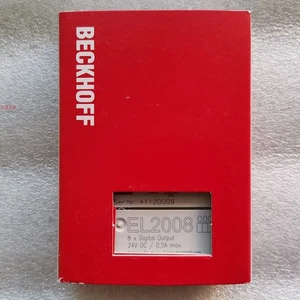 BECKHOFF
Ser Nr. 41120009
EL2008
8 x Digital Output
24V DC / 0,5A max.